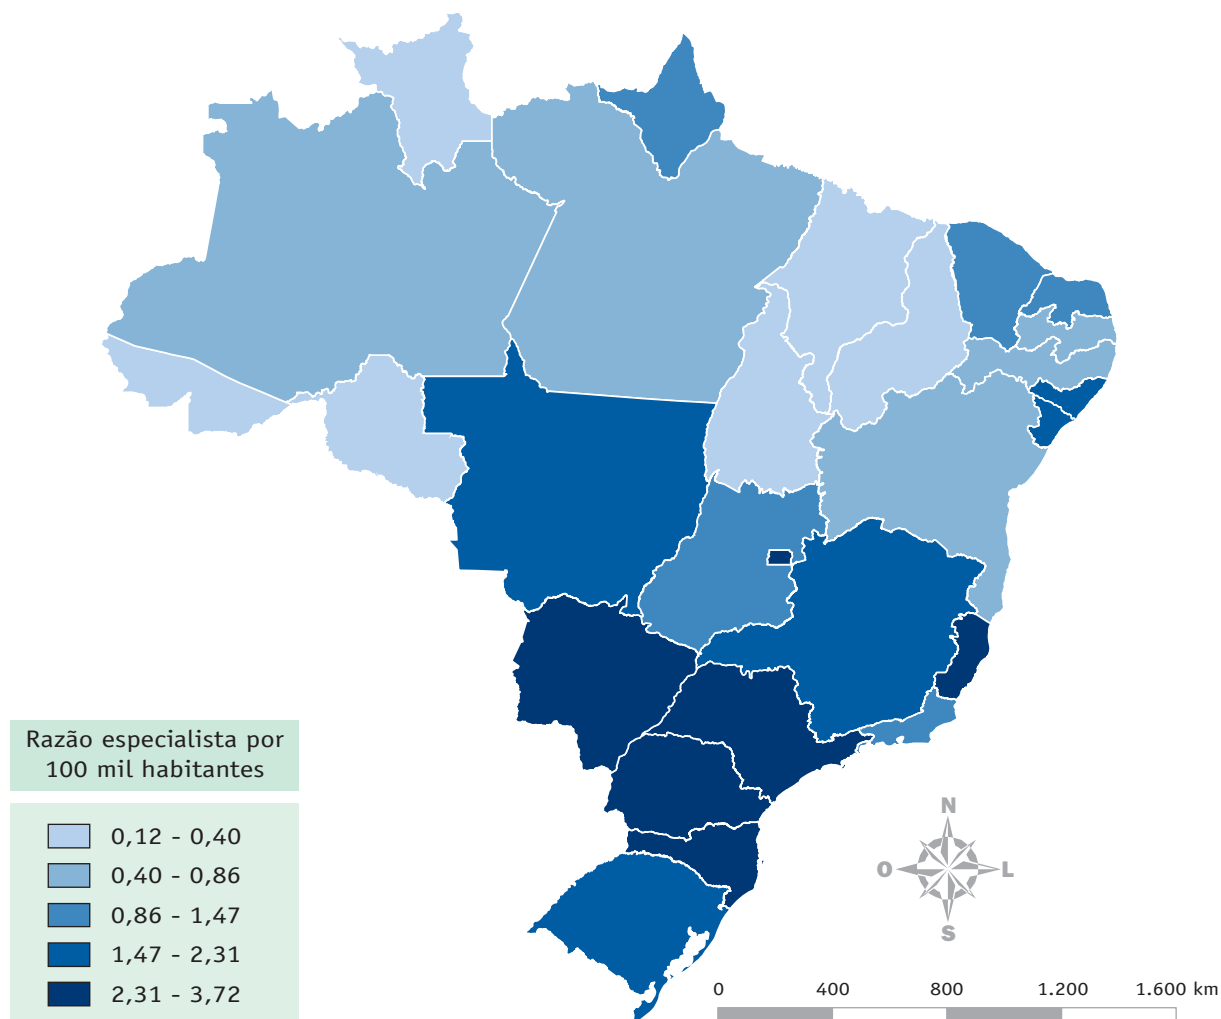 Razão especialista por
100 mil habitantes
0,12 - 0,40
0,40 - 0,86
0,86 - 1,47
1,47 - 2,31
2,31 - 3,72
N
O
L
S
0 400 800 1.200 1.600 km